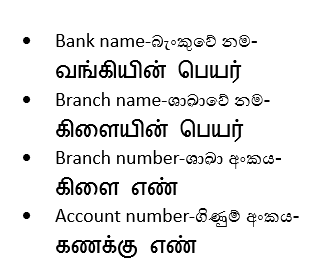 • Bank name-බැංකුවේ නම-
வங்கியின் பெயர்
• Branch name-ශාඛාවේ නම-
கிளையின் பெயர்
• Branch number-ශාඛා අංකය-
கிளை எண்
• Account number-ගිණුම් අංකය-
கணக்கு எண்